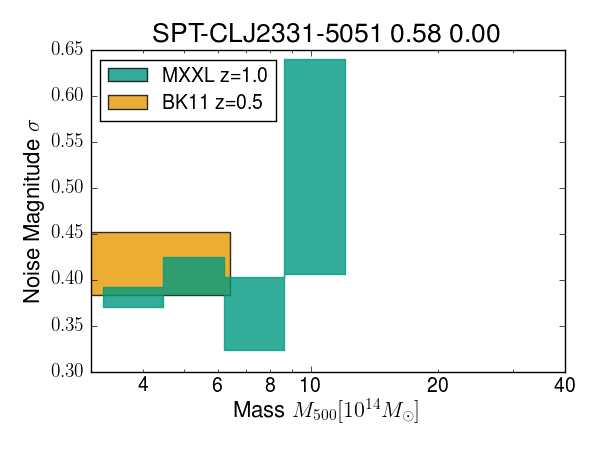 SPT-CLJ2331-5051 0.58 0.00
MXXL z=1.0
BK11 z=0.5
Noise Magnitude σ
0.65
0.60
0.55
0.50
0.45
0.40
0.35
0.30
4 6 8 10 20 40
Mass M₅₀₀[10¹⁴M☉]